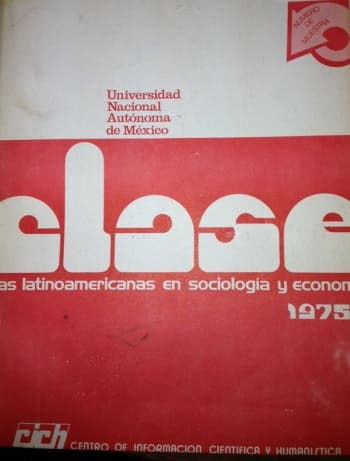 NUMERO DE MUESTRA
Universidad
Nacional
Autónoma
de México
clase
as latinoamericanas en sociología y econom
1975
cich
CENTRO DE INFORMACION CIENTIFICA Y HUMANISTICA